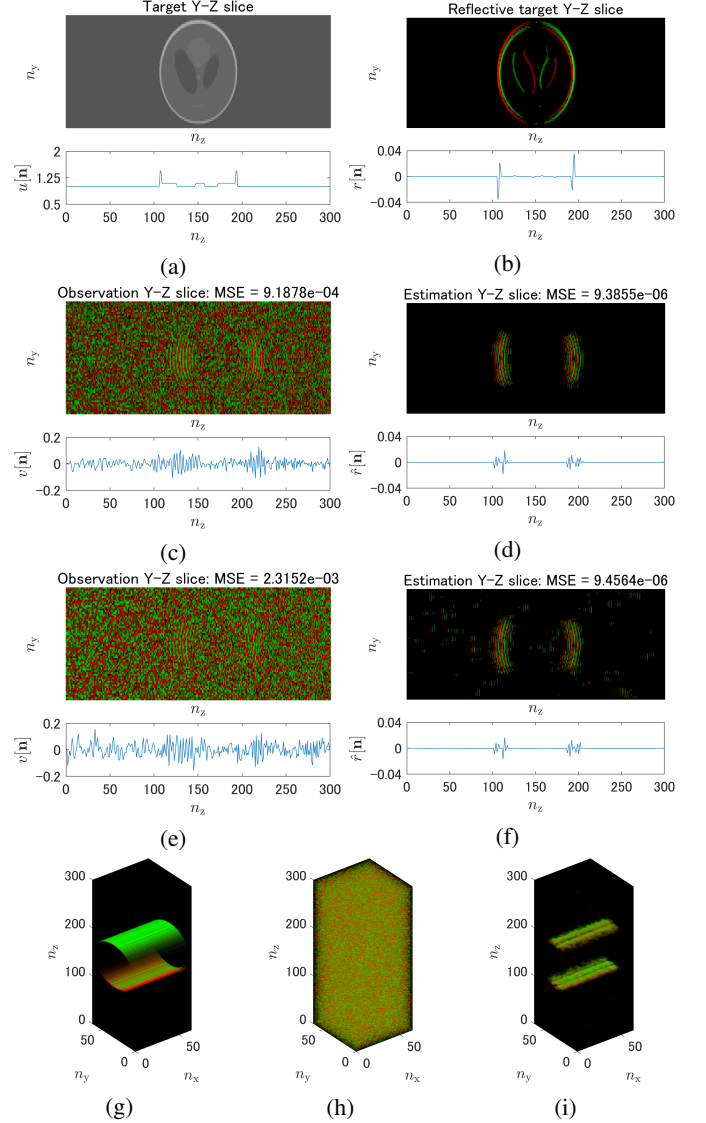 Target Y-Z slice
n_y
n_z
2
1.25
0.5
u[n]
0 50 100 150 200 250 300
n_z
(a)
Reflective target Y-Z slice
n_y
n_z
0.04
0
-0.04
r[n]
0 50 100 150 200 250 300
n_z
(b)
Observation Y-Z slice: MSE = 9.1878e-04
n_y
n_z
0.2
0
-0.2
v[n]
0 50 100 150 200 250 300
n_z
(c)
Estimation Y-Z slice: MSE = 9.3855e-06
n_y
n_z
0.04
0
-0.04
r̂[n]
0 50 100 150 200 250 300
n_z
(d)
Observation Y-Z slice: MSE = 2.3152e-03
n_y
n_z
0.2
0
-0.2
v[n]
0 50 100 150 200 250 300
n_z
(e)
Estimation Y-Z slice: MSE = 9.4564e-06
n_y
n_z
0.04
0
-0.04
r̂[n]
0 50 100 150 200 250 300
n_z
(f)
300
200
n_z
100
0
50
0 0
50
n_y n_x
(g)
300
200
n_z
100
0
50
0 0
50
n_y n_x
(h)
300
200
n_z
100
0
50
0 0
50
n_y n_x
(i)